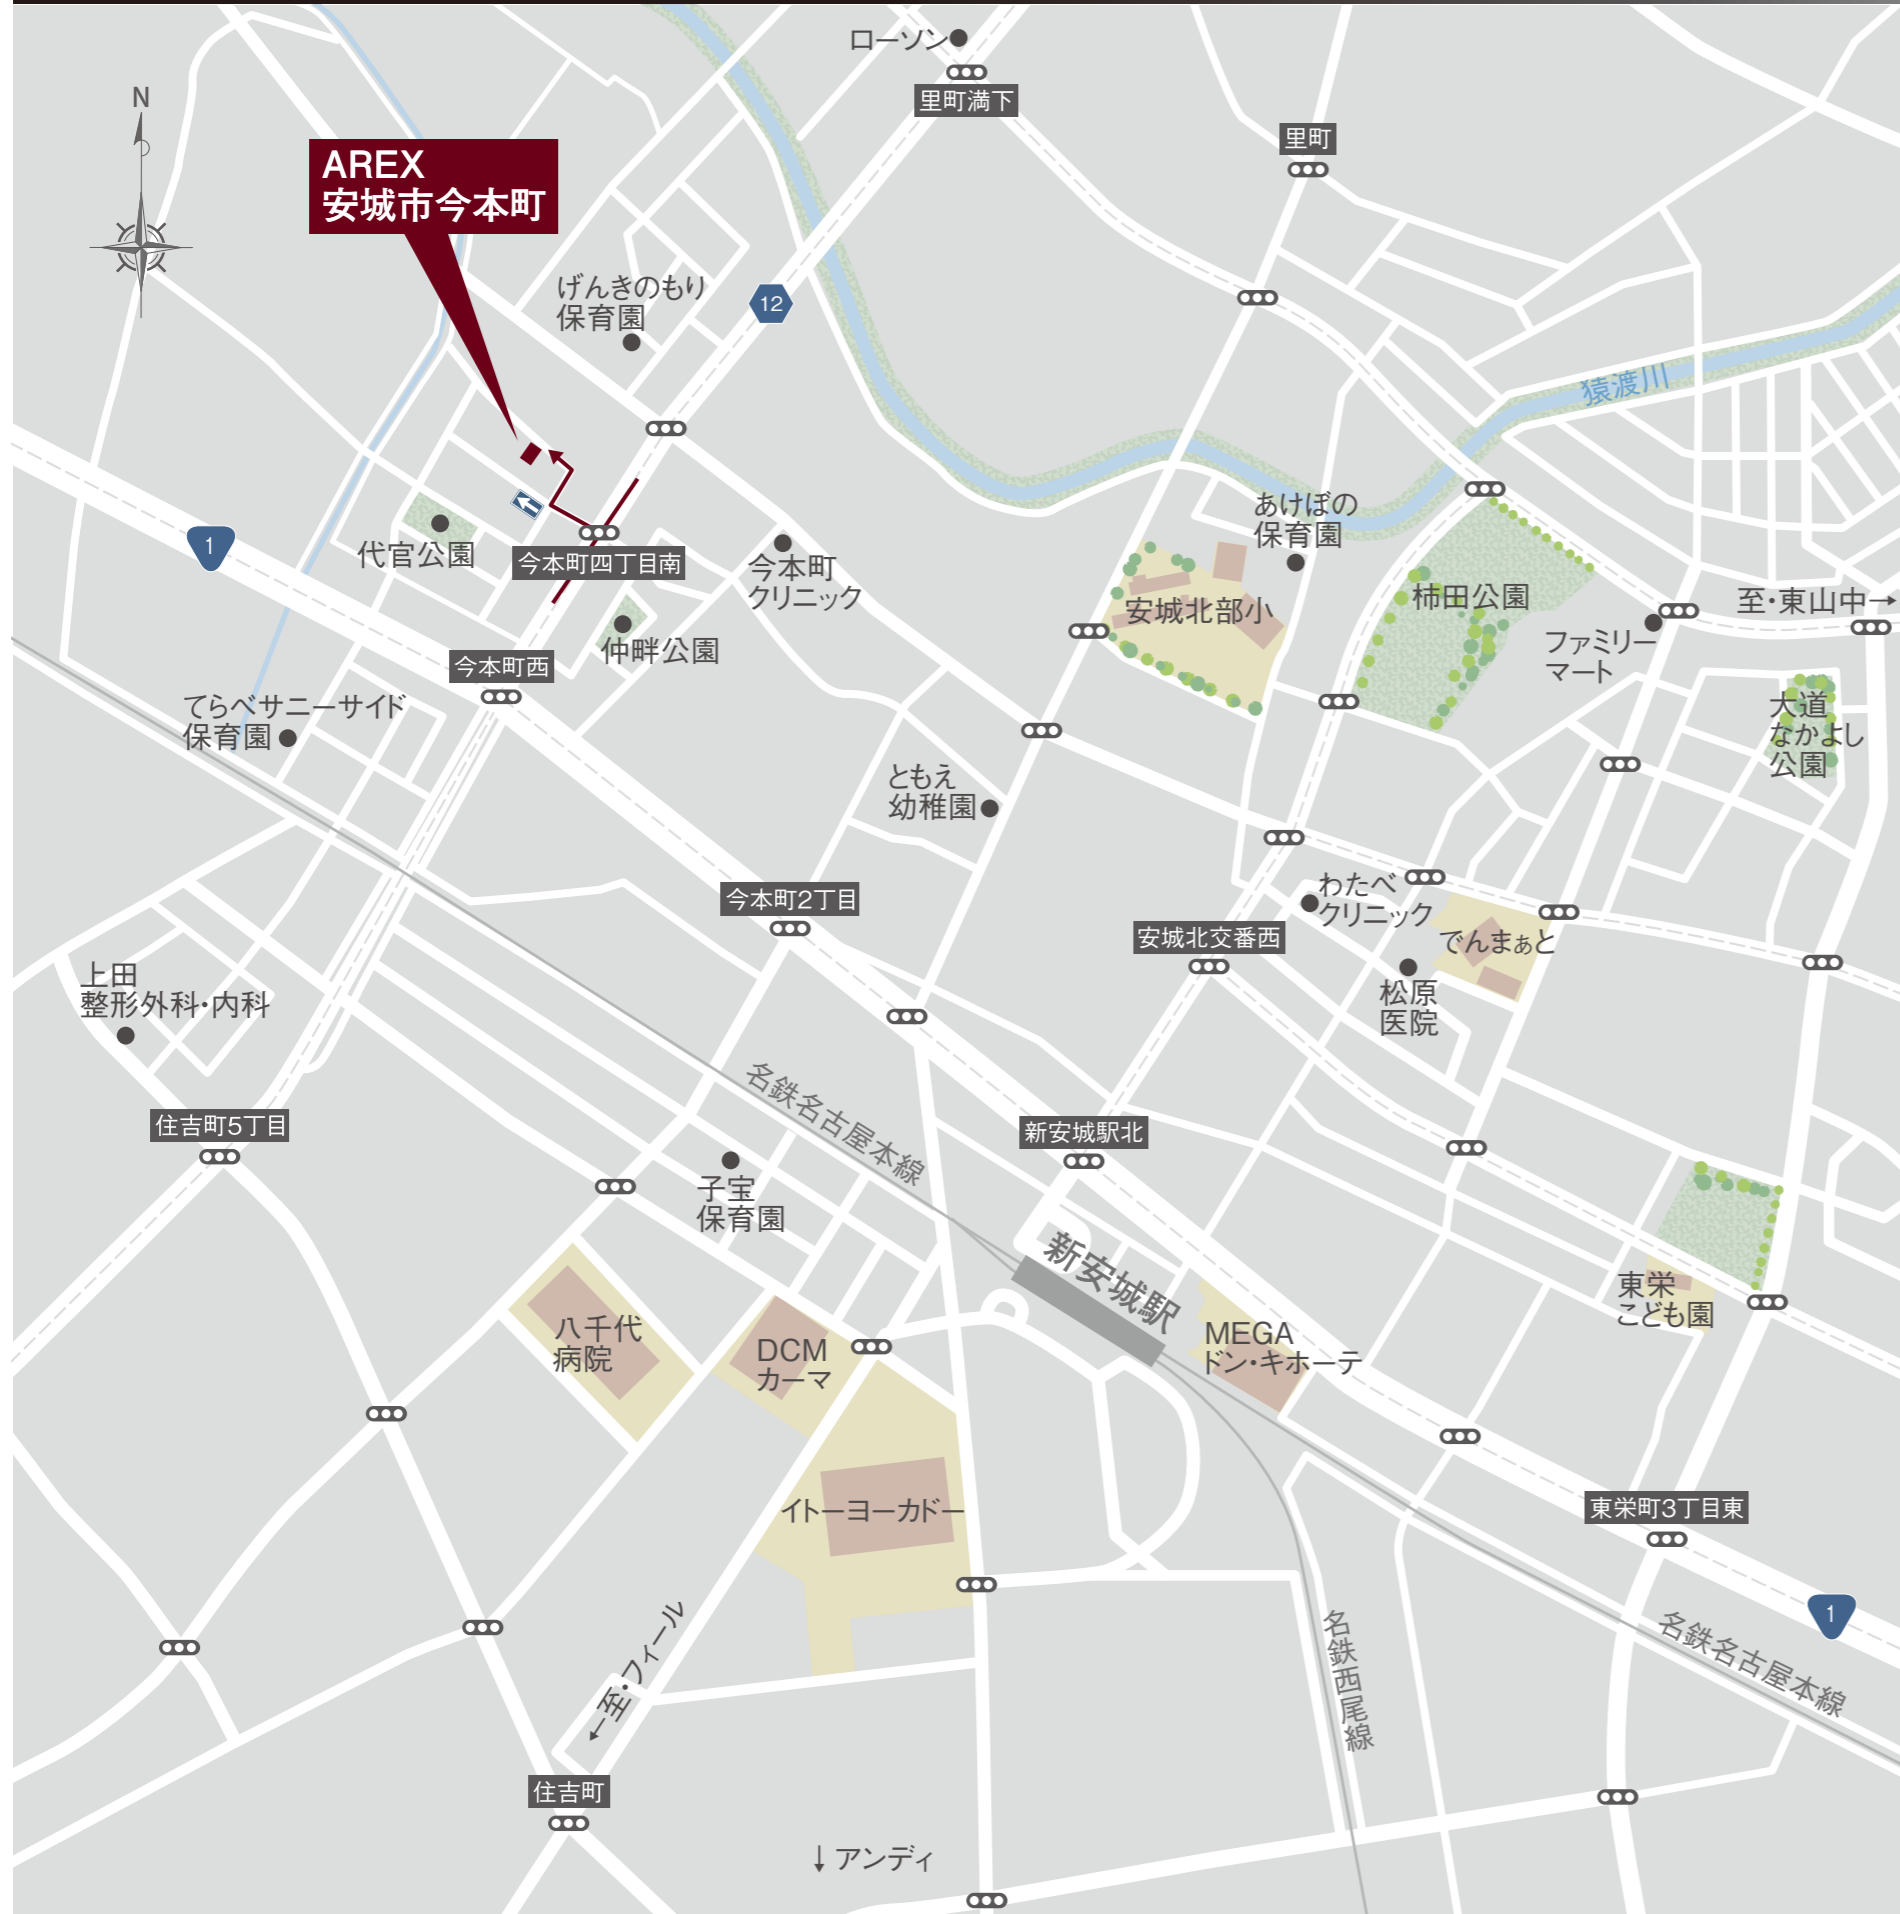 ローソン
里町満下
N
里町
AREX
安城市今本町
げんきのもり
保育園
12
猿渡川
1
代官公園
今本町四丁目南
今本町
クリニック
あけぼの
保育園
安城北部小
柿田公園
至・東山中→
ファミリー
マート
仲畔公園
今本町西
てらべサニーサイド
保育園
大道
なかよし
公園
ともえ
幼稚園
今本町2丁目
わたべ
クリニック
安城北交番西
でんまぁと
松原
医院
上田
整形外科・内科
住吉町5丁目
名鉄名古屋本線
新安城駅北
子宝
保育園
新安城駅
東栄
こども園
八千代
病院
DCM
カーマ
MEGA
ドン・キホーテ
イトーヨーカドー
東栄町3丁目東
1
←至・フィール
名鉄西尾線
名鉄名古屋本線
住吉町
↓アンディ